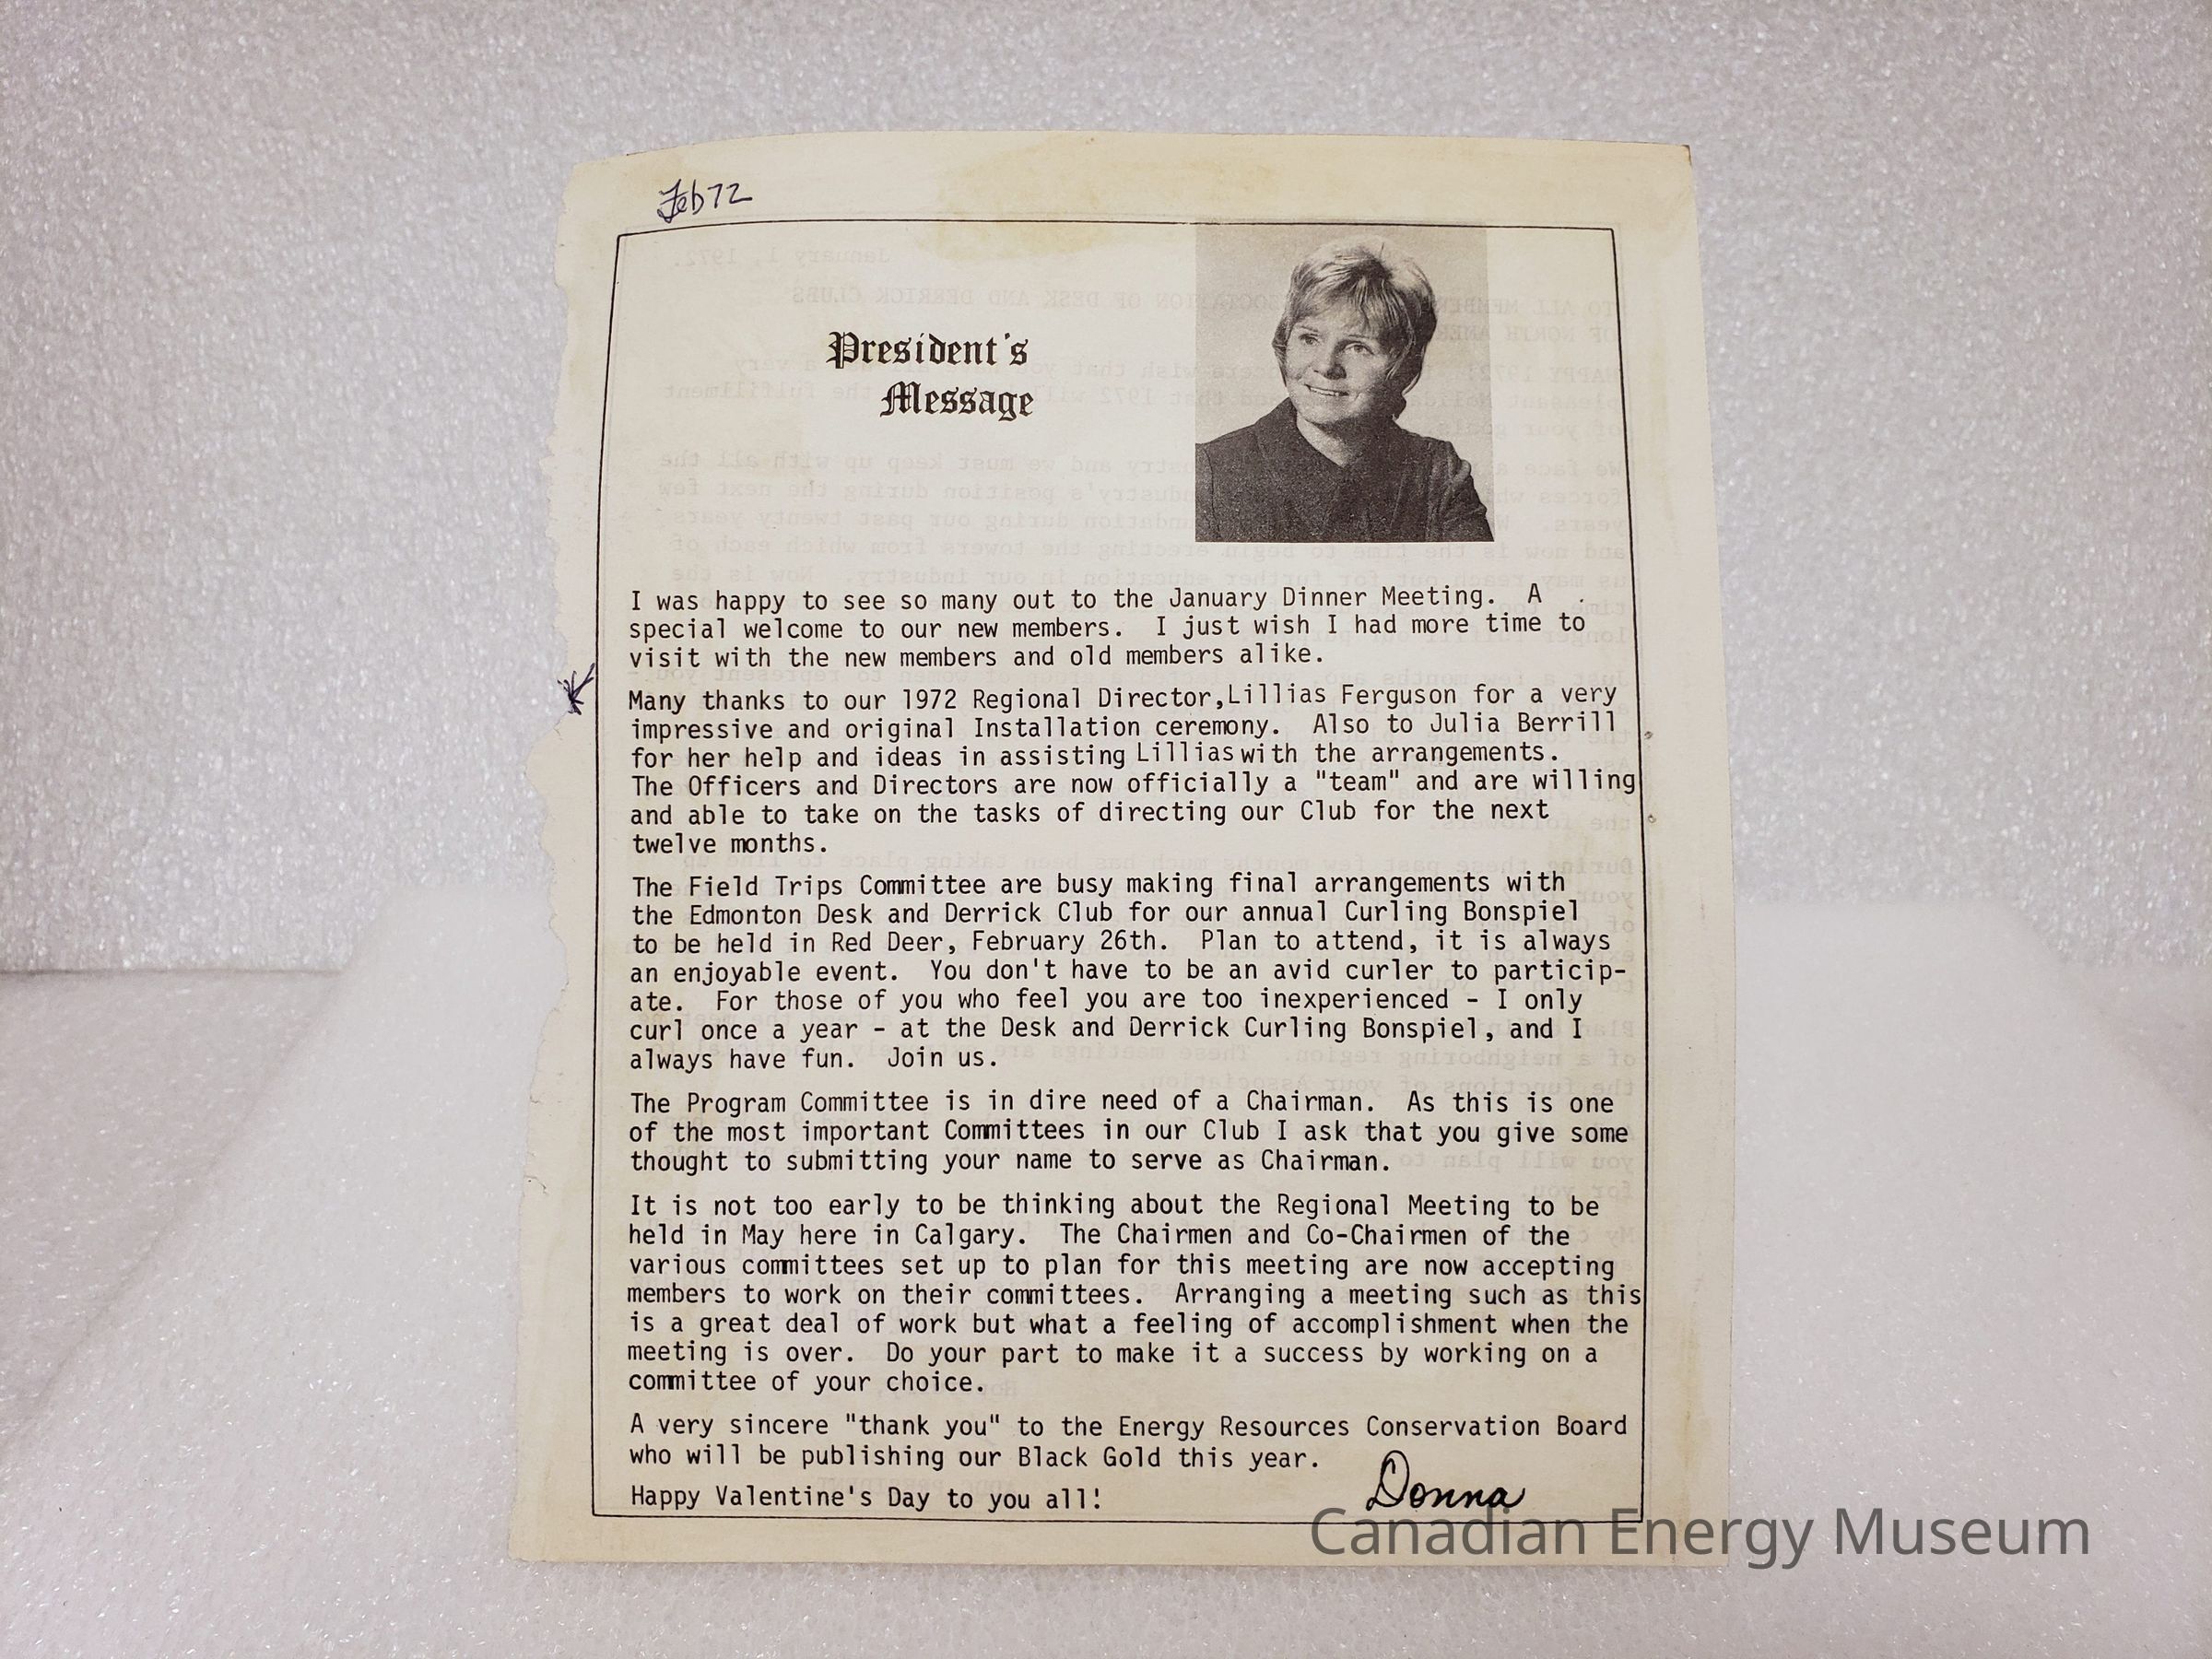 Feb 72
President's
Message
I was happy to see so many out to the January Dinner Meeting.  A
special welcome to our new members.  I just wish I had more time to
visit with the new members and old members alike.
Many thanks to our 1972 Regional Director,Lillias Ferguson for a very
impressive and original Installation ceremony.  Also to Julia Berrill
for her help and ideas in assisting Lillias with the arrangements.
The Officers and Directors are now officially a "team" and are willing
and able to take on the tasks of directing our Club for the next
twelve months.
The Field Trips Committee are busy making final arrangements with
the Edmonton Desk and Derrick Club for our annual Curling Bonspiel
to be held in Red Deer, February 26th.  Plan to attend, it is always
an enjoyable event.  You don't have to be an avid curler to particip-
ate.  For those of you who feel you are too inexperienced - I only
curl once a year - at the Desk and Derrick Curling Bonspiel, and I
always have fun.  Join us.
The Program Committee is in dire need of a Chairman.  As this is one
of the most important Committees in our Club I ask that you give some
thought to submitting your name to serve as Chairman.
It is not too early to be thinking about the Regional Meeting to be
held in May here in Calgary.  The Chairmen and Co-Chairmen of the
various committees set up to plan for this meeting are now accepting
members to work on their committees.  Arranging a meeting such as this
is a great deal of work but what a feeling of accomplishment when the
meeting is over.  Do your part to make it a success by working on a
committee of your choice.
A very sincere "thank you" to the Energy Resources Conservation Board
who will be publishing our Black Gold this year.
Happy Valentine's Day to you all!
Donna
Canadian Energy Museum